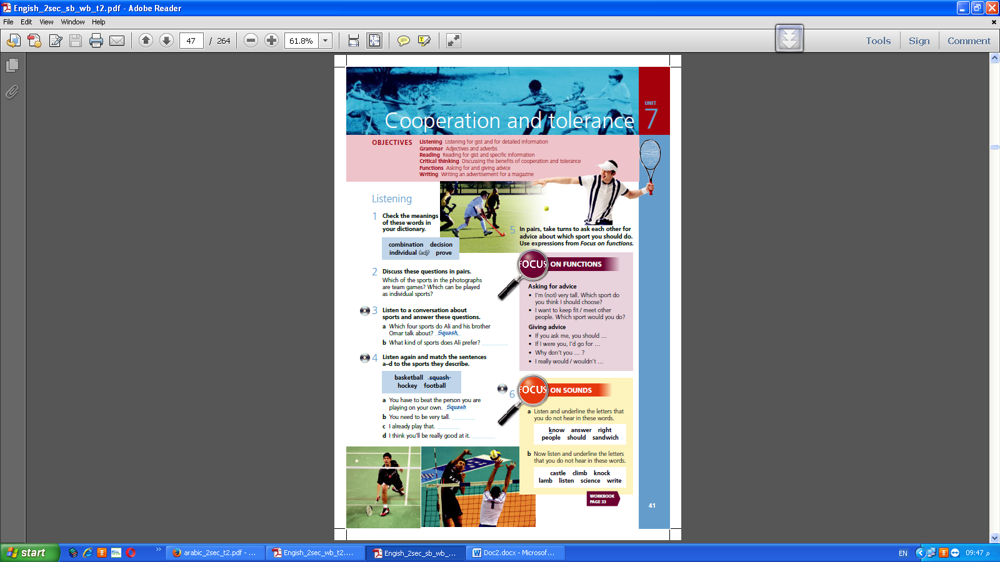 Engish_2sec_sb_wb_t2.pdf - Adobe Reader
File Edit View Window Help
47 / 264 61.8% Tools Sign Comment
UNIT
7
Cooperation and tolerance
OBJECTIVES
Listening Listening for gist and for detailed information
Grammar Adjectives and adverbs
Reading Reading for gist and specific information
Critical thinking Discussing the benefits of cooperation and tolerance
Functions Asking for and giving advice
Writing Writing an advertisement for a magazine
Listening
1 Check the meanings
of these words in
your dictionary.
combination decision
individual (adj) prove
2 Discuss these questions in pairs.
Which of the sports in the photographs
are team games? Which can be played
as individual sports?
3 Listen to a conversation about
sports and answer these questions.
a Which four sports do Ali and his brother
Omar talk about? Squash,
b What kind of sports does Ali prefer? ................
4 Listen again and match the sentences
a–d to the sports they describe.
basketball squash
hockey football
a You have to beat the person you are
playing on your own. Squash
b You need to be very tall. ...............
c I already play that. ...............
d I think you'll be really good at it. ...............
5 In pairs, take turns to ask each other for
advice about which sport you should do.
Use expressions from Focus on functions.
FOCUS ON FUNCTIONS
Asking for advice
• I'm (not) very tall. Which sport do
you think I should choose?
• I want to keep fit / meet other
people. Which sport would you do?
Giving advice
• If you ask me, you should ...
• If I were you, I'd go for ...
• Why don't you ... ?
• I really would / wouldn't ...
6 FOCUS ON SOUNDS
a Listen and underline the letters that
you do not hear in these words.
know answer right
people should sandwich
b Now listen and underline the letters
that you do not hear in these words.
castle climb knock
lamb listen science write
WORKBOOK
PAGE 33
41
start
arabic_2sec_t2.pdf - ...
Engish_2sec_wb_t2....
Engish_2sec_sb_wb_...
Doc2.docx - Microsof...
EN
09:47 م